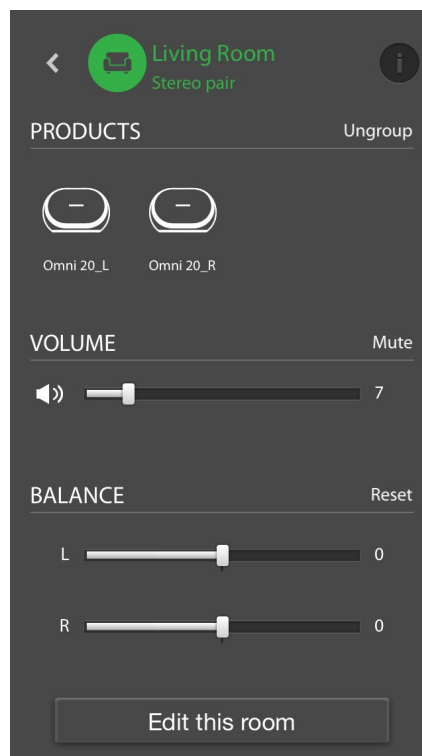 Living Room
Stereo pair
PRODUCTS Ungroup
Omni 20_L Omni 20_R
VOLUME Mute
7
BALANCE Reset
L 0
R 0
Edit this room